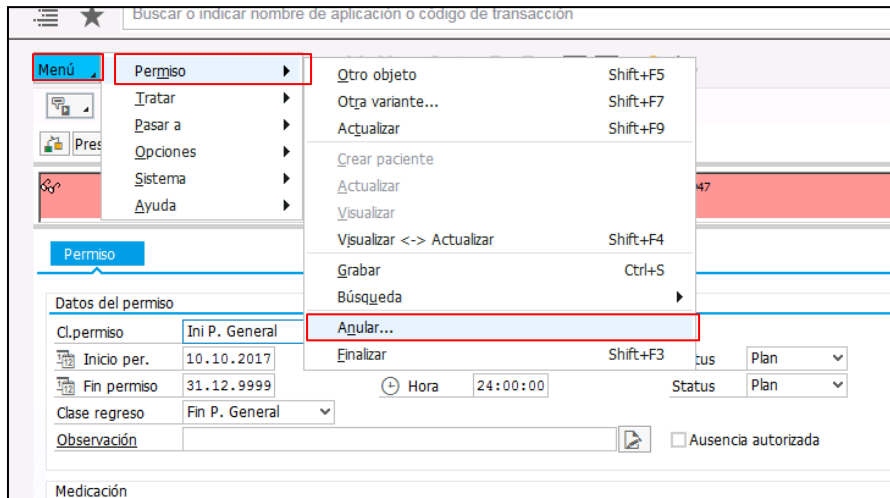 Buscar o indicar nombre de aplicación o código de transacción
Menú
Permiso
Tratar
Pasar a
Opciones
Sistema
Ayuda
Otro objeto Shift+F5
Otra variante... Shift+F7
Actualizar Shift+F9
Crear paciente
Actualizar
Visualizar
Visualizar <-> Actualizar Shift+F4
Grabar Ctrl+S
Búsqueda
Anular...
Finalizar Shift+F3
47
Permiso
Datos del permiso
Cl.permiso Ini P. General
Inicio per. 10.10.2017 Plan
Fin permiso 31.12.9999 Hora 24:00:00 Status Plan
Clase regreso Fin P. General
Observación Ausencia autorizada
Medicación